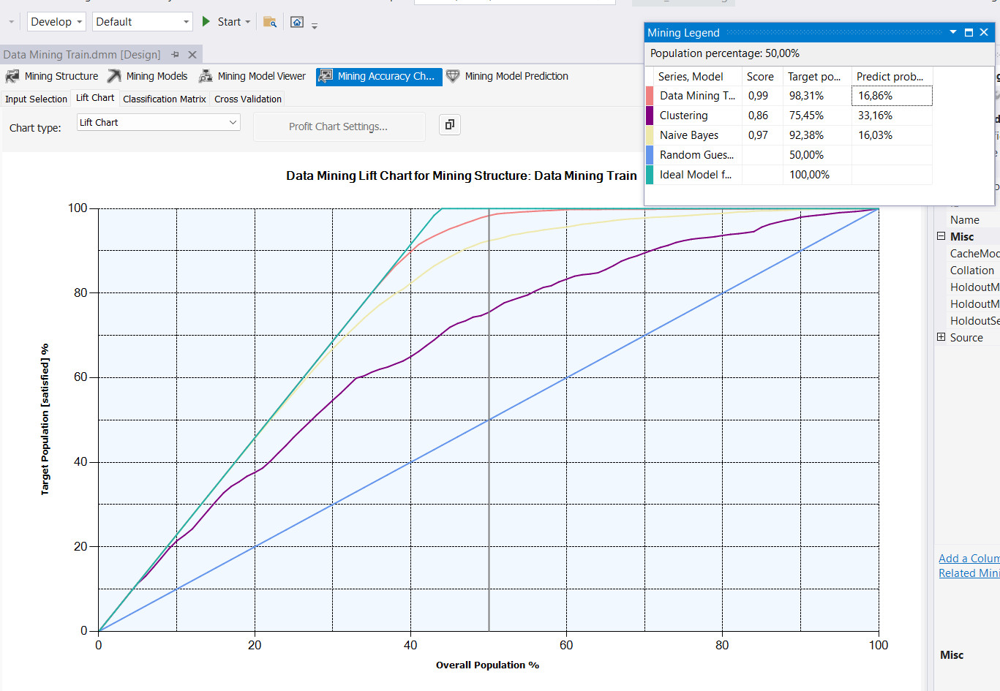 Develop
Default
Start
Data Mining Train.dmm [Design]
Mining Structure
Mining Models
Mining Model Viewer
Mining Accuracy Ch...
Mining Model Prediction
Input Selection
Lift Chart
Classification Matrix
Cross Validation
Chart type:
Lift Chart
Profit Chart Settings...
Mining Legend
Population percentage: 50,00%
Series, Model Score Target po... Predict prob...
Data Mining T... 0,99 98,31% 16,86%
Clustering 0,86 75,45% 33,16%
Naive Bayes 0,97 92,38% 16,03%
Random Gues... 50,00%
Ideal Model f... 100,00%
Data Mining Lift Chart for Mining Structure: Data Mining Train
100
80
60
40
20
0
Target Population [satisfied] %
0 20 40 60 80 100
Overall Population %
Name
Misc
CacheMod
Collation
HoldoutM
HoldoutM
HoldoutSe
Source
Add a Colum
Related Mini
Misc